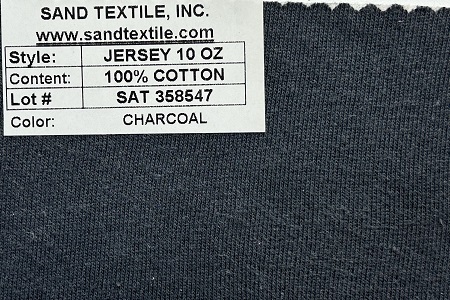 SAND TEXTILE, INC.
www.sandtextile.com
Style: JERSEY 10 OZ
Content: 100% COTTON
Lot # SAT 358547
Color: CHARCOAL